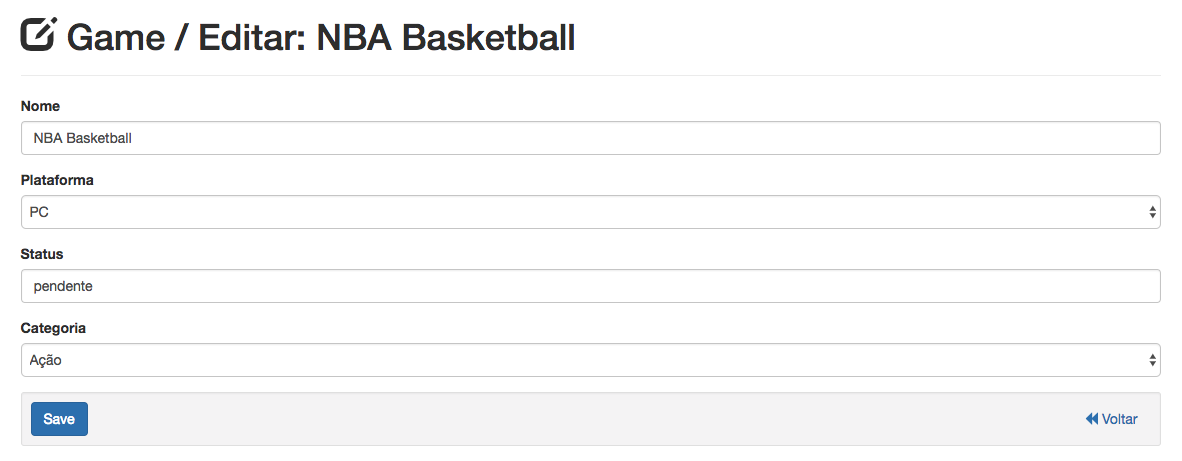 Game / Editar: NBA Basketball
Nome
NBA Basketball
Plataforma
PC
Status
pendente
Categoria
Ação
Save
Voltar